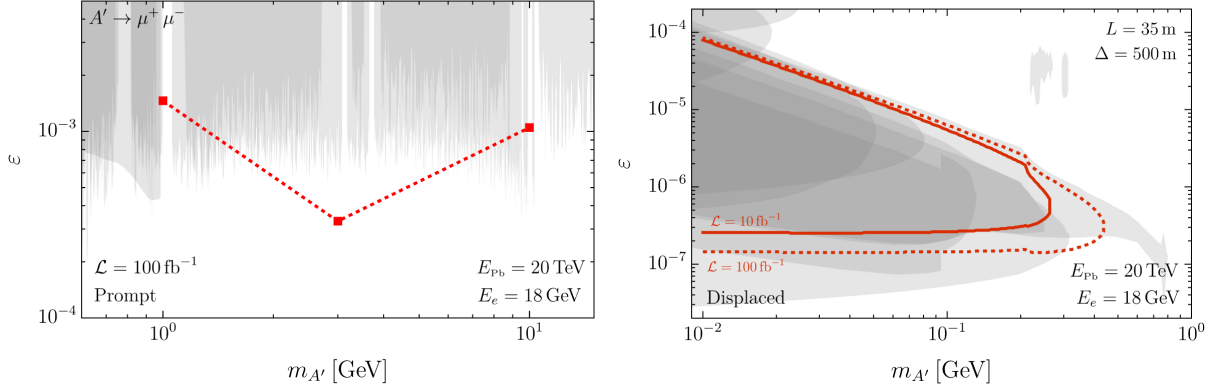 A′ → μ⁺ μ⁻
10⁻³
10⁻⁴
ε
ℒ = 100 fb⁻¹
Prompt
E_Pb = 20 TeV
E_e = 18 GeV
10⁰
10¹
m_A′ [GeV]
L = 35 m
Δ = 500 m
10⁻⁴
10⁻⁵
10⁻⁶
10⁻⁷
ε
ℒ = 10 fb⁻¹
ℒ = 100 fb⁻¹
Displaced
E_Pb = 20 TeV
E_e = 18 GeV
10⁻²
10⁻¹
10⁰
m_A′ [GeV]